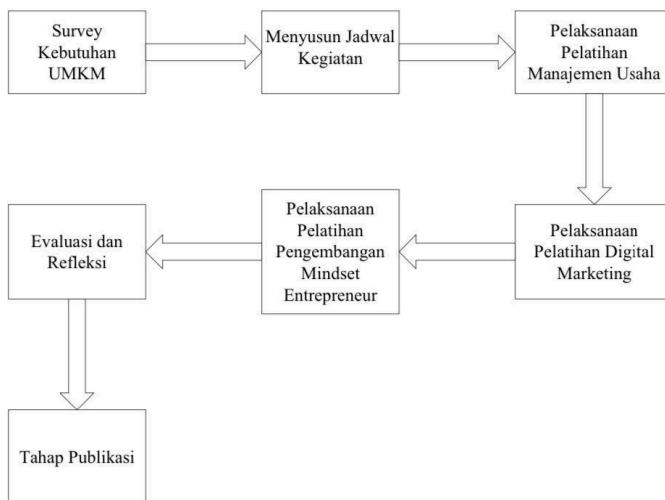 Survey
Kebutuhan
UMKM
Menyusun Jadwal
Kegiatan
Pelaksanaan
Pelatihan
Manajemen Usaha
Pelaksanaan
Pelatihan Digital
Marketing
Pelaksanaan
Pelatihan
Pengembangan
Mindset
Entrepreneur
Evaluasi dan
Refleksi
Tahap Publikasi